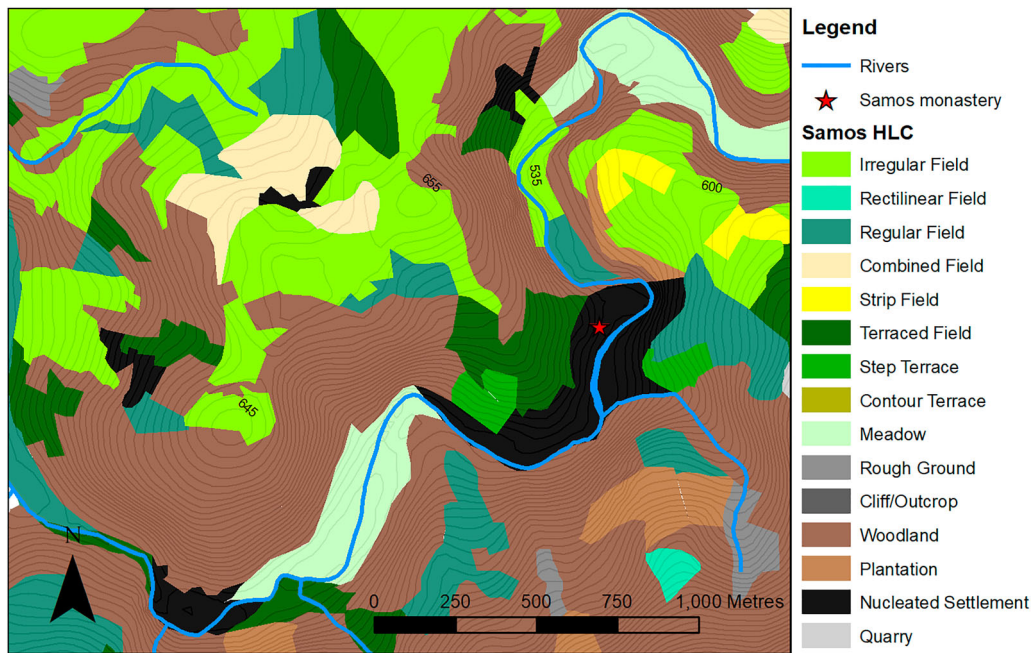 655
535
600
645
N
0 250 500 750 1,000 Metres
Legend
Rivers
Samos monastery
Samos HLC
Irregular Field
Rectilinear Field
Regular Field
Combined Field
Strip Field
Terraced Field
Step Terrace
Contour Terrace
Meadow
Rough Ground
Cliff/Outcrop
Woodland
Plantation
Nucleated Settlement
Quarry